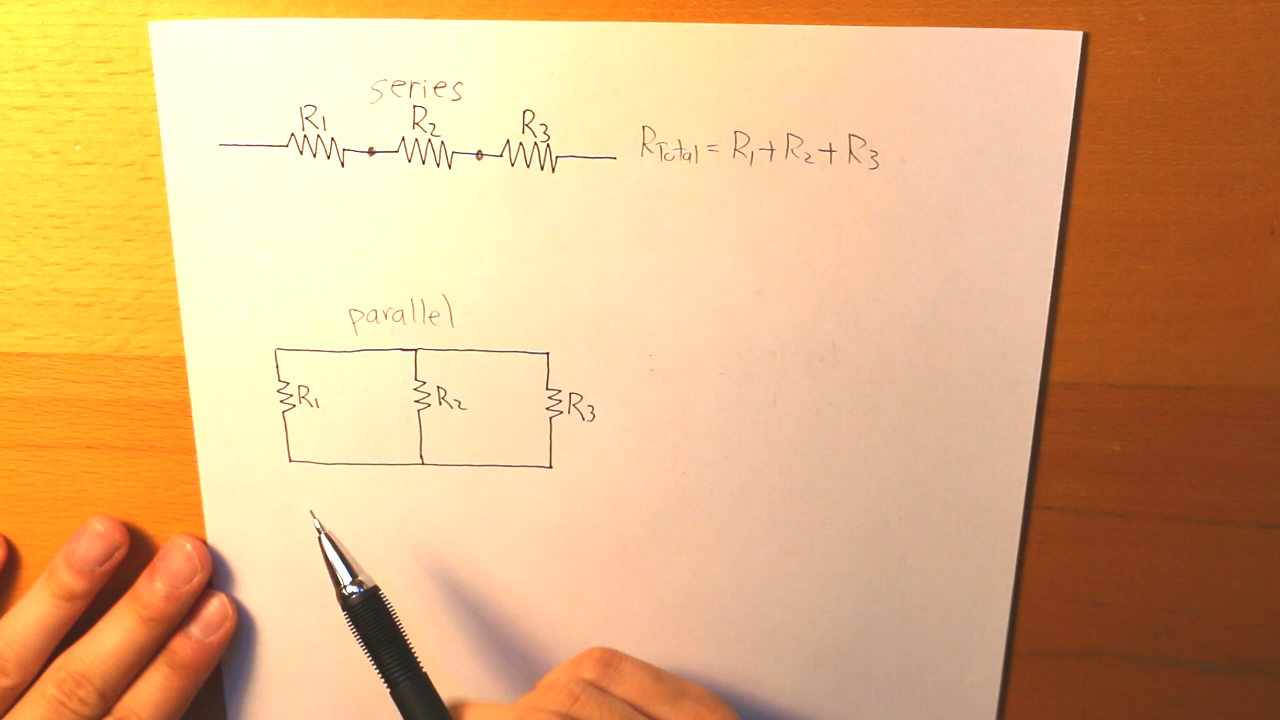 series
R1 R2 R3
RTotal = R1 + R2 + R3
parallel
R1 R2 R3